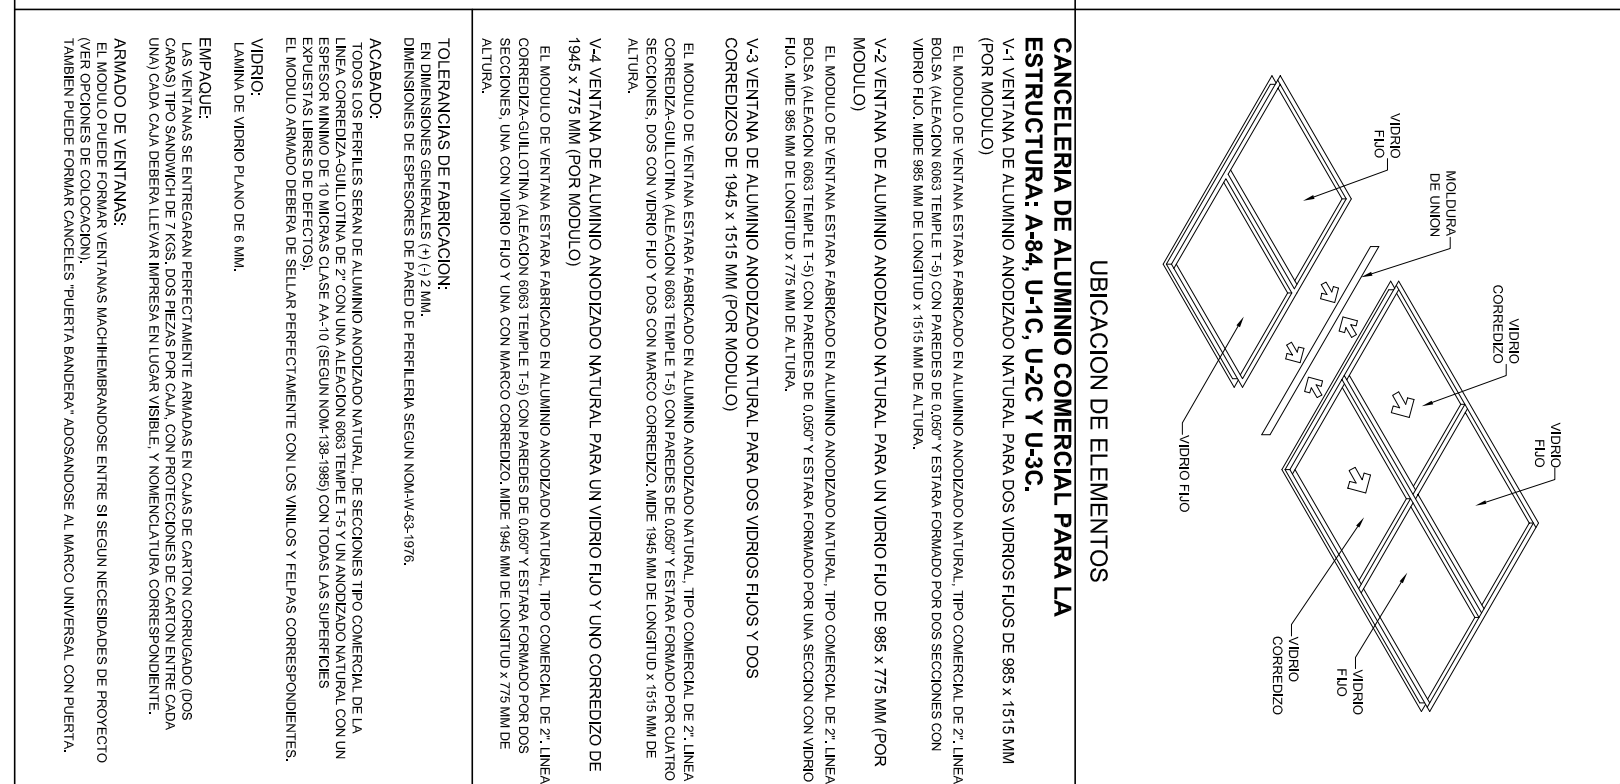 VIDRIO
FIJO
MOLDURA
DE UNION
VIDRIO
CORREDIZO
VIDRIO
FIJO
VIDRIO FIJO
VIDRIO
CORREDIZO
VIDRIO
FIJO
UBICACION DE ELEMENTOS
CANCELERIA DE ALUMINIO COMERCIAL PARA LA
ESTRUCTURA: A-84, U-1C, U-2C Y U-3C.
V-1 VENTANA DE ALUMINIO ANODIZADO NATURAL PARA DOS VIDRIOS FIJOS DE 985 x 1515 MM
(POR MODULO)
EL MODULO DE VENTANA ESTARA FABRICADO EN ALUMINIO ANODIZADO NATURAL, TIPO COMERCIAL DE 2". LINEA
BOLSA (ALEACION 6063 TEMPLE T-5) CON PAREDES DE 0.050" Y ESTARA FORMADO POR DOS SECCIONES CON
VIDRIO FIJO. MIDE 985 MM DE LONGITUD x 1515 MM DE ALTURA.
V-2 VENTANA DE ALUMINIO ANODIZADO NATURAL PARA UN VIDRIO FIJO DE 985 x 775 MM (POR
MODULO)
EL MODULO DE VENTANA ESTARA FABRICADO EN ALUMINIO ANODIZADO NATURAL, TIPO COMERCIAL DE 2". LINEA
BOLSA (ALEACION 6063 TEMPLE T-5) CON PAREDES DE 0.050" Y ESTARA FORMADO POR UNA SECCION CON VIDRIO
FIJO. MIDE 985 MM DE LONGITUD x 775 MM DE ALTURA.
V-3 VENTANA DE ALUMINIO ANODIZADO NATURAL PARA DOS VIDRIOS FIJOS Y DOS
CORREDIZOS DE 1945 x 1515 MM (POR MODULO)
EL MODULO DE VENTANA ESTARA FABRICADO EN ALUMINIO ANODIZADO NATURAL, TIPO COMERCIAL DE 2". LINEA
CORREDIZA-GUILLOTINA (ALEACION 6063 TEMPLE T-5) CON PAREDES DE 0.050" Y ESTARA FORMADO POR CUATRO
SECCIONES, DOS CON VIDRIO FIJO Y DOS CON MARCO CORREDIZO. MIDE 1945 MM DE LONGITUD x 1515 MM DE
ALTURA.
V-4 VENTANA DE ALUMINIO ANODIZADO NATURAL PARA UN VIDRIO FIJO Y UNO CORREDIZO DE
1945 x 775 MM (POR MODULO)
EL MODULO DE VENTANA ESTARA FABRICADO EN ALUMINIO ANODIZADO NATURAL, TIPO COMERCIAL DE 2". LINEA
CORREDIZA-GUILLOTINA (ALEACION 6063 TEMPLE T-5) CON PAREDES DE 0.050" Y ESTARA FORMADO POR DOS
SECCIONES, UNA CON VIDRIO FIJO Y UNA CON MARCO CORREDIZO. MIDE 1945 MM DE LONGITUD x 775 MM DE
ALTURA.
TOLERANCIAS DE FABRICACION:
EN DIMENSIONES GENERALES (+) (-) 2 MM.
DIMENSIONES DE ESPESORES DE PARED DE PERFILERIA SEGUN NOM-W-63-1976.
ACABADO:
TODOS LOS PERFILES SERAN DE ALUMINIO ANODIZADO NATURAL, DE SECCIONES TIPO COMERCIAL DE LA
LINEA CORREDIZA-GUILLOTINA DE 2" CON UNA ALEACION 6063 TEMPLE T-5 Y UN ANODIZADO NATURAL CON UN
ESPESOR MINIMO DE 10 MICRAS CLASE AA-10 (SEGUN NOM-138-1985) CON TODAS LAS SUPERFICIES
EXPUESTAS LIBRES DE DEFECTOS).
EL MODULO ARMADO DEBERA DE SELLAR PERFECTAMENTE CON LOS VINILOS Y FELPAS CORRESPONDIENTES.
VIDRIO:
LAMINA DE VIDRIO PLANO DE 6 MM.
EMPAQUE:
LAS VENTANAS SE ENTREGARAN PERFECTAMENTE ARMADAS EN CAJAS DE CARTON CORRUGADO (DOS
CARAS) TIPO SANDWICH DE 7 KGS. DOS PIEZAS POR CAJA, CON PROTECCIONES DE CARTON ENTRE CADA
UNA) CADA CAJA DEBERA LLEVAR IMPRESA EN LUGAR VISIBLE, Y NOMENCLATURA CORRESPONDIENTE.
ARMADO DE VENTANAS:
EL MODULO PUEDE FORMAR VENTANAS MACHIHEMBRANDOSE ENTRE SI SEGUN NECESIDADES DE PROYECTO
(VER OPCIONES DE COLOCACION).
TAMBIEN PUEDE FORMAR CANCELES "PUERTA BANDERA" ADOSANDOSE AL MARCO UNIVERSAL CON PUERTA.